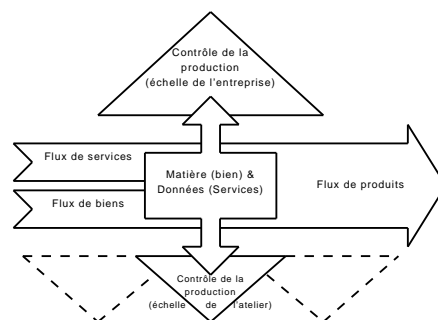 Contrôle de la
production
(échelle de l'entreprise)
Flux de services
Matière (bien) &
Données (Services)
Flux de produits
Flux de biens
Contrôle de la
production
(échelle de l'atelier)